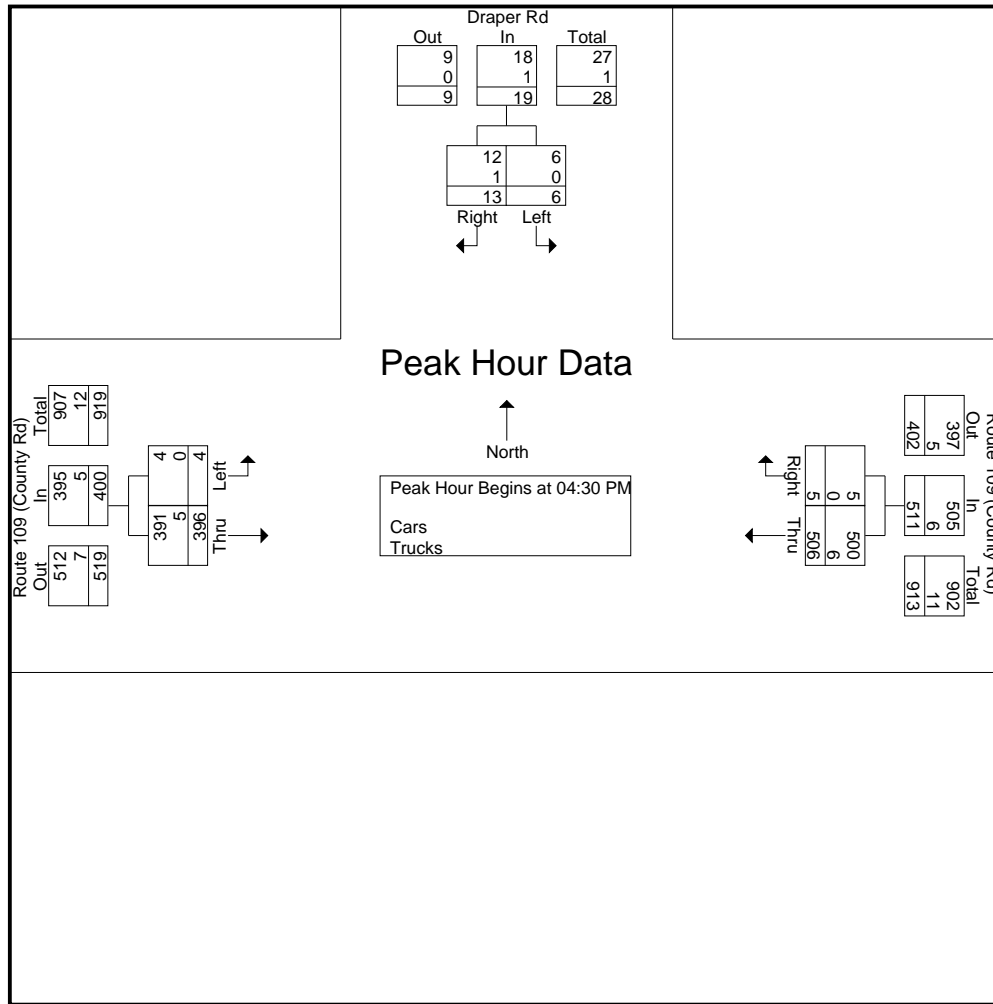 Draper Rd
Out In Total
9 18 27
0 1 1
9 19 28
12 6
1 0
13 6
Right Left
Peak Hour Data
North
Peak Hour Begins at 04:30 PM
Cars
Trucks
Route 109 (County Rd)
Out In Total
512 395 907
7 5 12
519 400 919
Left
4
0
4
Thru
391
5
396
Route 109 (County Rd)
Out In Total
397 505 902
5 6 11
402 511 913
Right
5
0
5
Thru
500
6
506